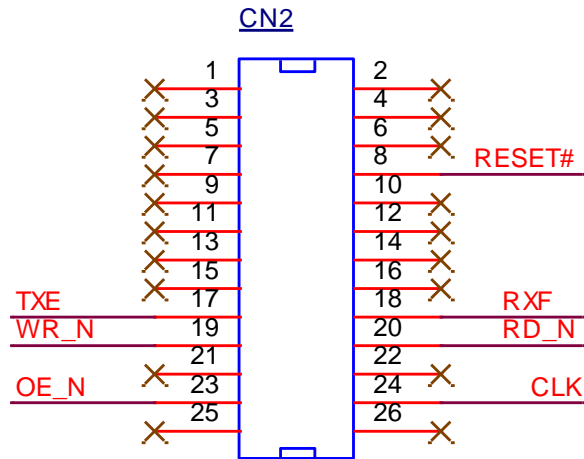 CN2
1 2
3 4
5 6
7 8 RESET#
9 10
11 12
13 14
15 16
TXE 17 18 RXF
WR_N 19 20 RD_N
21 22
OE_N 23 24 CLK
25 26